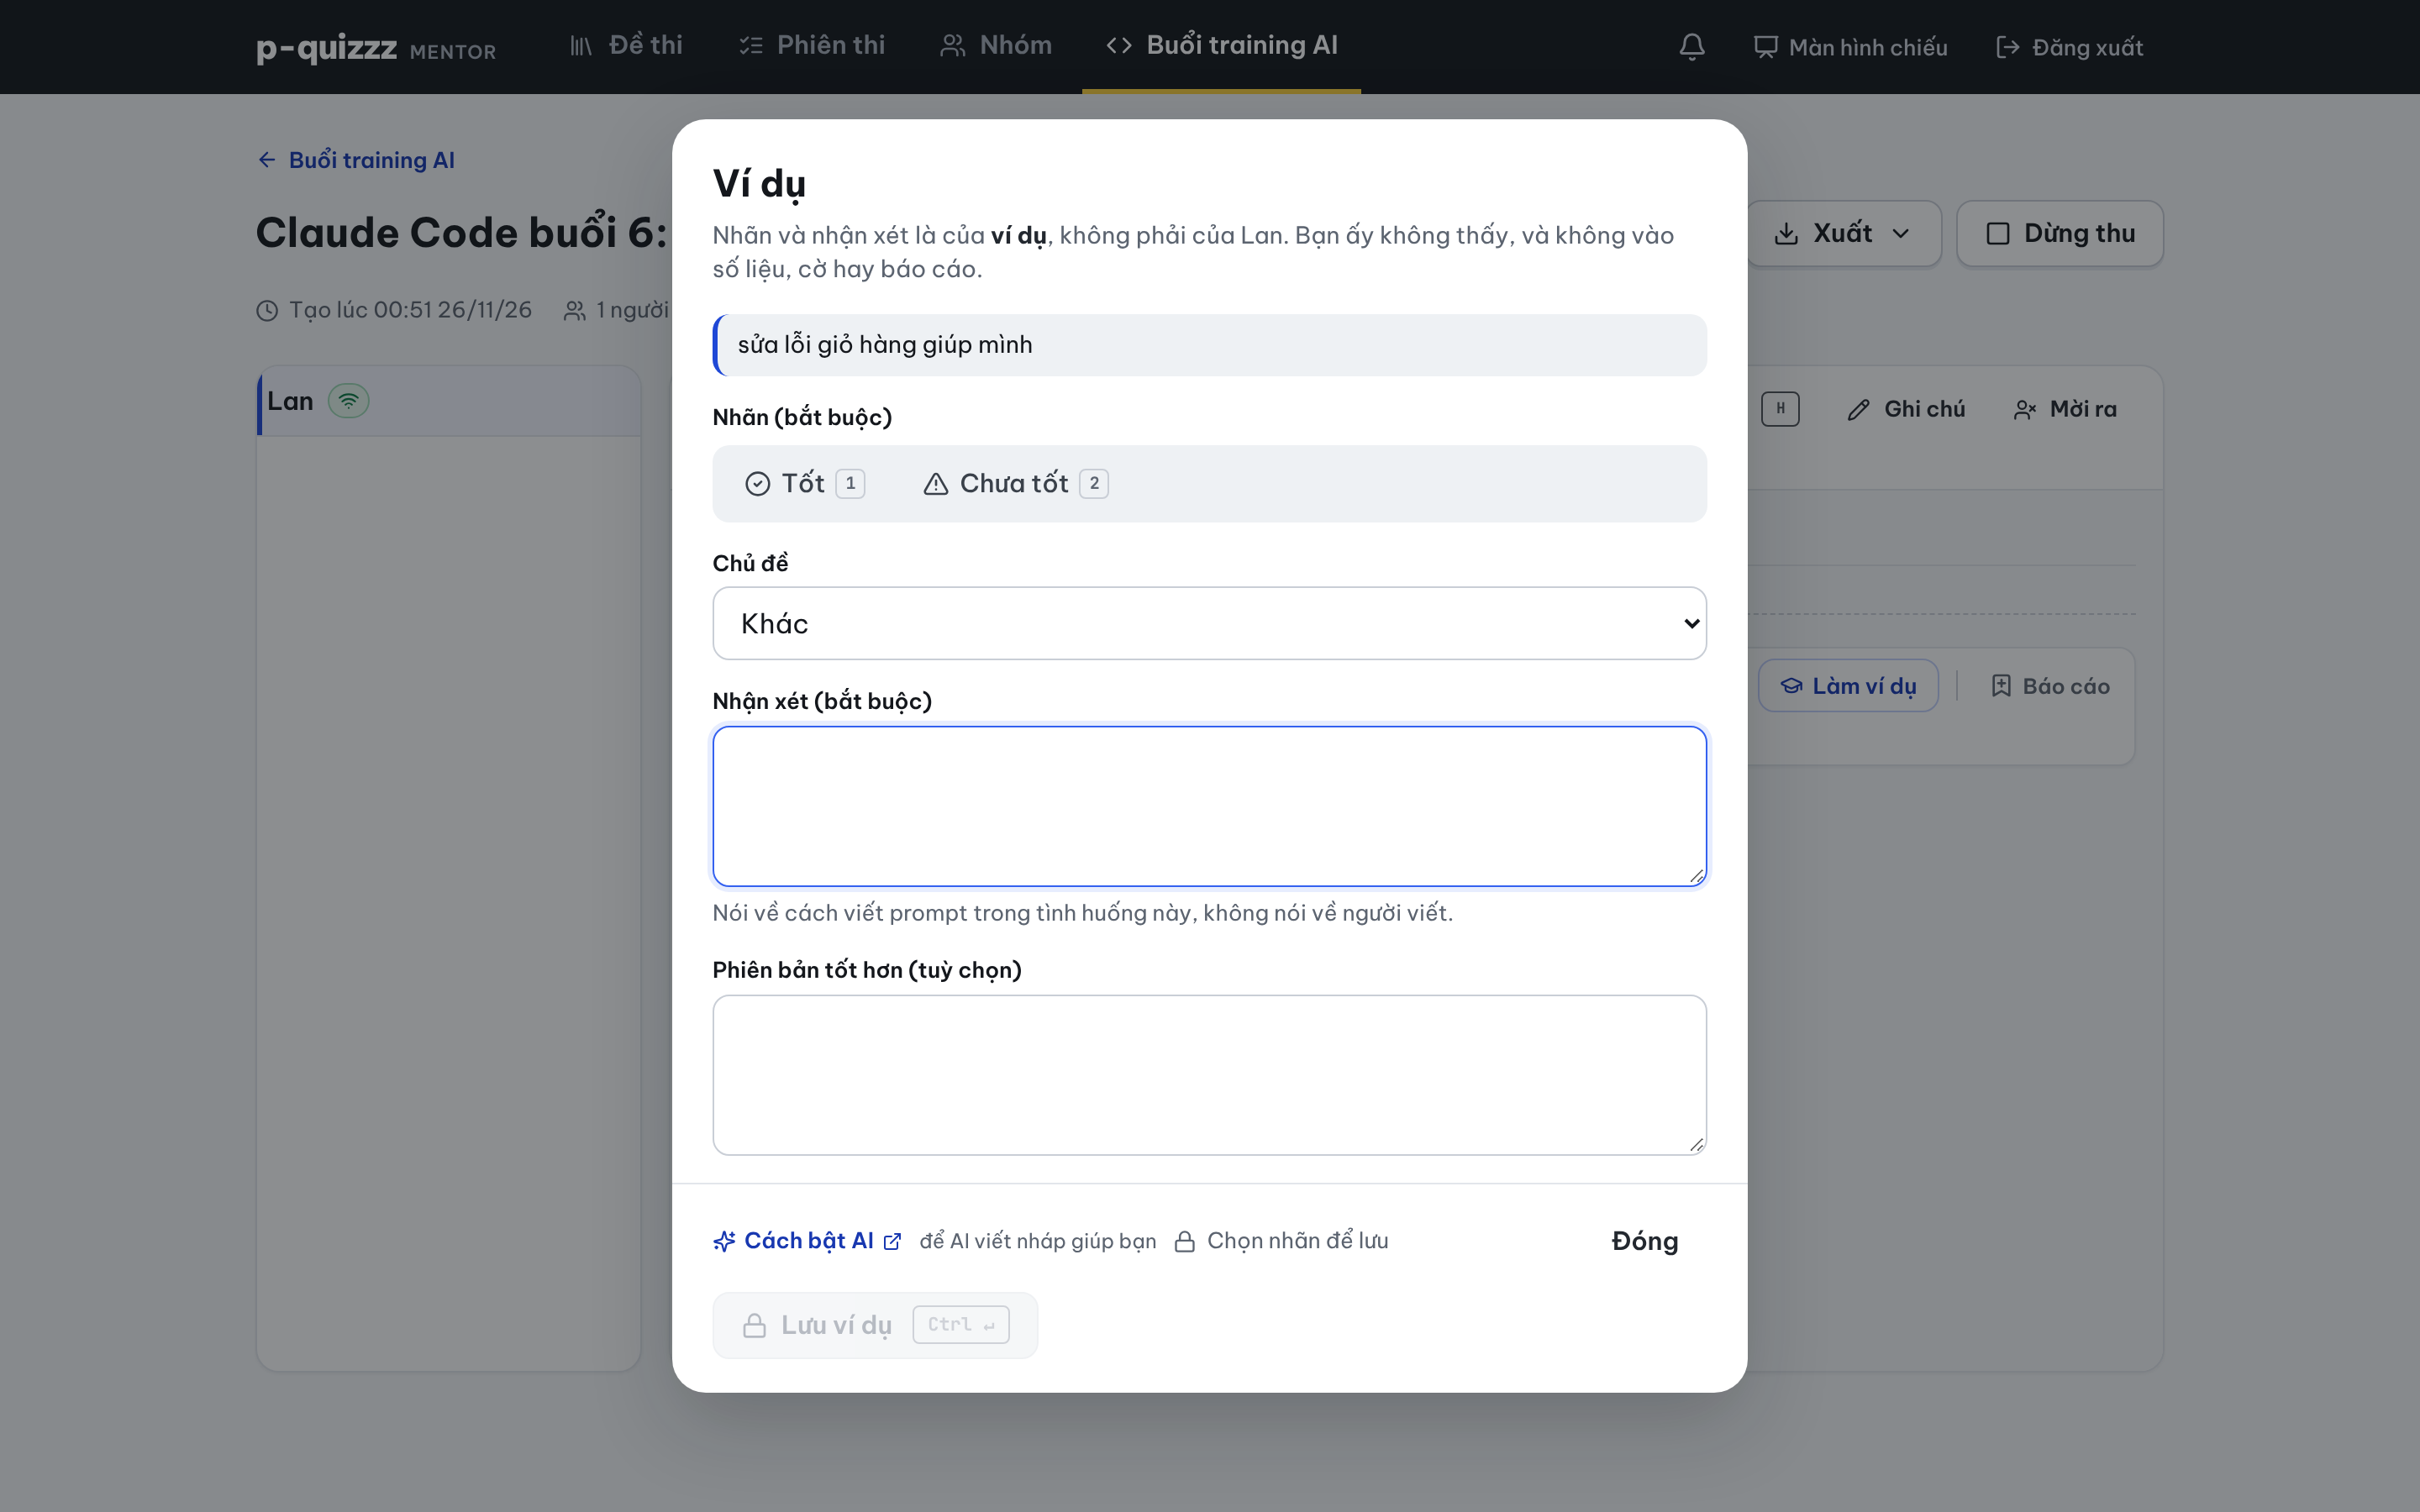 p-quizzz MENTOR
Đề thi
Phiên thi
Nhóm
Buổi training AI
Màn hình chiếu
Đăng xuất
Buổi training AI
Claude Code buổi 6:
Xuất
Dừng thu
Tạo lúc 00:51 26/11/26
1 người
Lan
H
Ghi chú
Mời ra
Làm ví dụ
Báo cáo
Ví dụ
Nhãn và nhận xét là của ví dụ, không phải của Lan. Bạn ấy không thấy, và không vào
số liệu, cờ hay báo cáo.
sửa lỗi giỏ hàng giúp mình
Nhãn (bắt buộc)
Tốt 1
Chưa tốt 2
Chủ đề
Khác
Nhận xét (bắt buộc)
Nói về cách viết prompt trong tình huống này, không nói về người viết.
Phiên bản tốt hơn (tuỳ chọn)
Cách bật AI để AI viết nháp giúp bạn
Chọn nhãn để lưu
Đóng
Lưu ví dụ Ctrl ↵